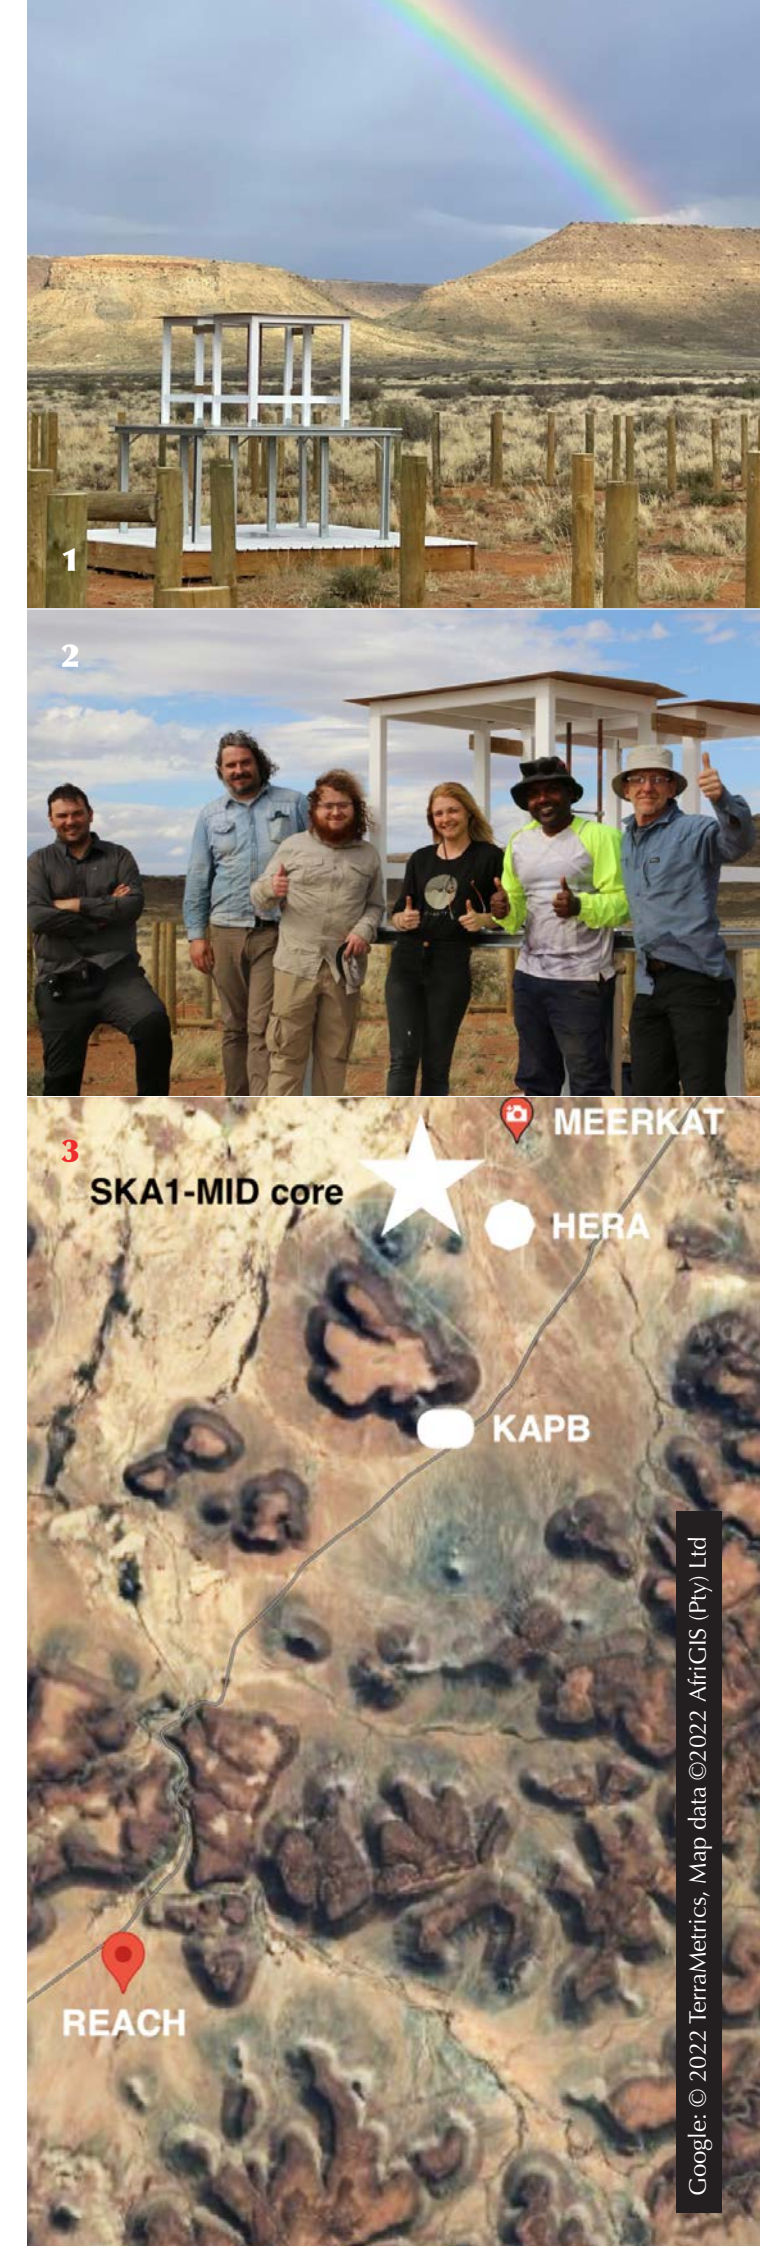 1
2
3
MEERKAT
SKA1-MID core
HERA
KAPB
REACH
Google: © 2022 TerraMetrics, Map data ©2022 AfriGIS (Pty) Ltd